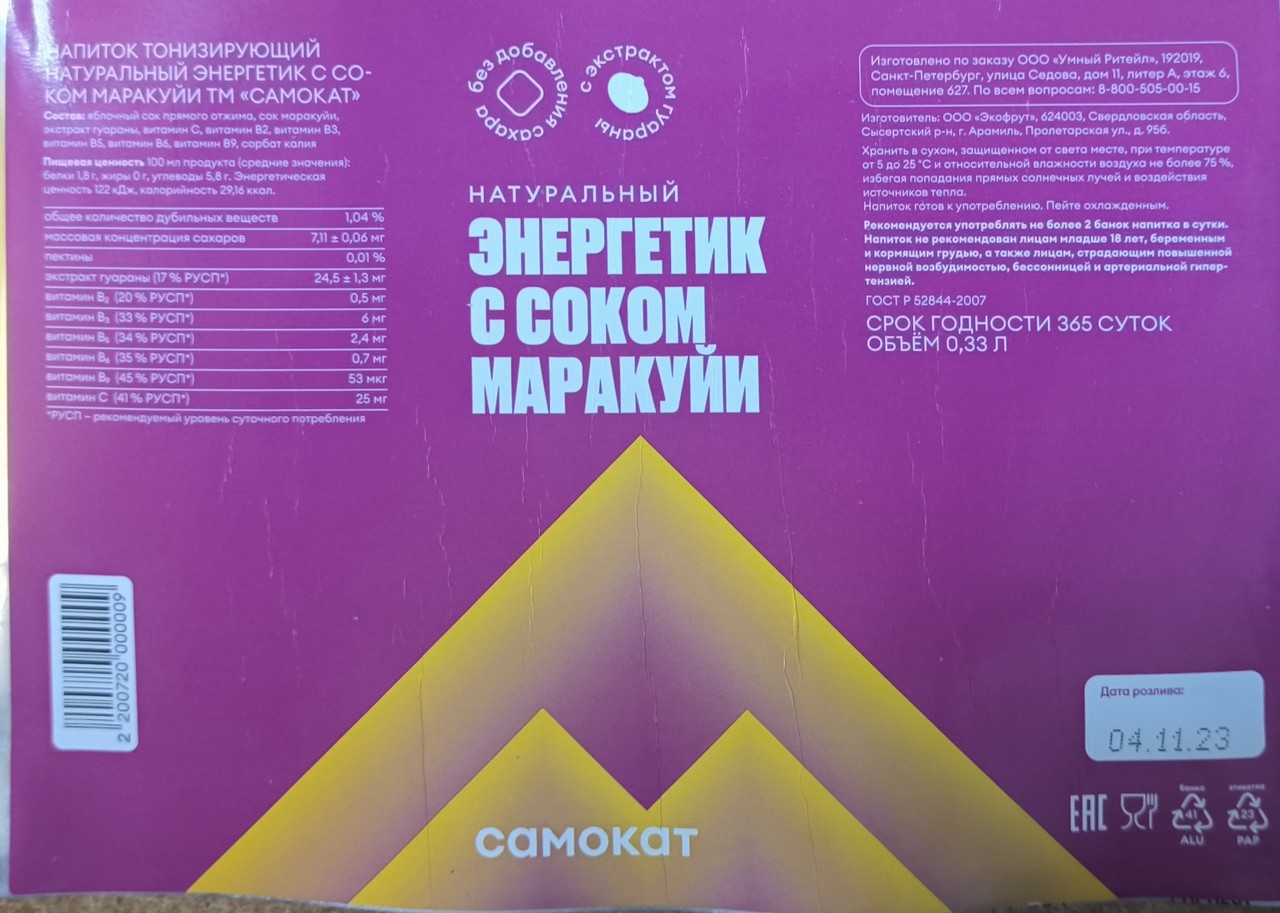 НАПИТОК ТОНИЗИРУЮЩИЙ
НАТУРАЛЬНЫЙ ЭНЕРГЕТИК С СО-
КОМ МАРАКУЙИ ТМ «САМОКАТ»
Состав: яблочный сок прямого отжима, сок маракуйи,
экстракт гуараны, витамин С, витамин В2, витамин В3,
витамин В5, витамин В6, витамин В9, сорбат калия
Пищевая ценность 100 мл продукта (средние значения):
белки 1,8 г, жиры 0 г, углеводы 5,8 г. Энергетическая
ценность 122 кДж, калорийность 29,16 ккал.
общее количество дубильных веществ 1,04 %
массовая концентрация сахаров 7,11 ± 0,06 мг
пектины 0,01 %
экстракт гуараны (17 % РУСП*) 24,5 ± 1,3 мг
витамин B₂ (20 % РУСП*) 0,5 мг
витамин B₃ (33 % РУСП*) 6 мг
витамин B₅ (34 % РУСП*) 2,4 мг
витамин B₆ (35 % РУСП*) 0,7 мг
витамин B₉ (45 % РУСП*) 53 мкг
витамин C (41 % РУСП*) 25 мг
*РУСП – рекомендуемый уровень суточного потребления
2 200720 000009
без добавления сахара
с экстрактом гуараны
НАТУРАЛЬНЫЙ
ЭНЕРГЕТИК
С СОКОМ
МАРАКУЙИ
самокат
Изготовлено по заказу ООО «Умный Ритейл», 192019,
Санкт-Петербург, улица Седова, дом 11, литер А, этаж 6,
помещение 627. По всем вопросам: 8-800-505-00-15
Изготовитель: ООО «Экофрут», 624003, Свердловская область,
Сысертский р-н, г. Арамиль, Пролетарская ул., д. 95б.
Хранить в сухом, защищенном от света месте, при температуре
от 5 до 25 °C и относительной влажности воздуха не более 75 %,
избегая попадания прямых солнечных лучей и воздействия
источников тепла.
Напиток готов к употреблению. Пейте охлажденным.
Рекомендуется употреблять не более 2 банок напитка в сутки.
Напиток не рекомендован лицам младше 18 лет, беременным
и кормящим грудью, а также лицам, страдающим повышенной
нервной возбудимостью, бессонницей и артериальной гипер-
тензией.
ГОСТ Р 52844-2007
СРОК ГОДНОСТИ 365 СУТОК
ОБЪЁМ 0,33 Л
Дата розлива:
04.11.23
EAC
банка
41
ALU
этикетка
23
PAP